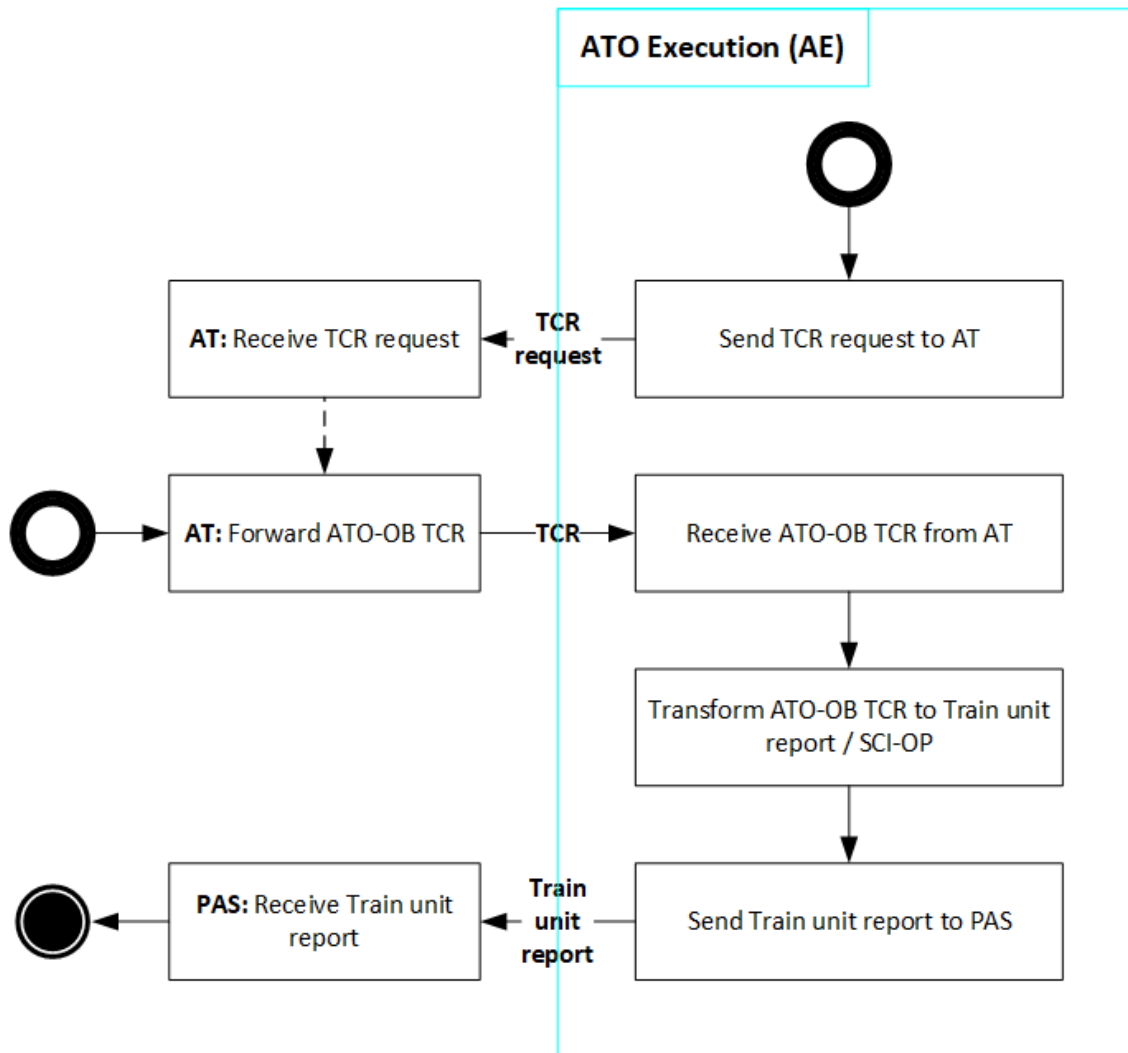 ATO Execution (AE)
AT: Receive TCR request
TCR
request
Send TCR request to AT
AT: Forward ATO-OB TCR
TCR
Receive ATO-OB TCR from AT
Transform ATO-OB TCR to Train unit
report / SCI-OP
PAS: Receive Train unit
report
Train
unit
report
Send Train unit report to PAS